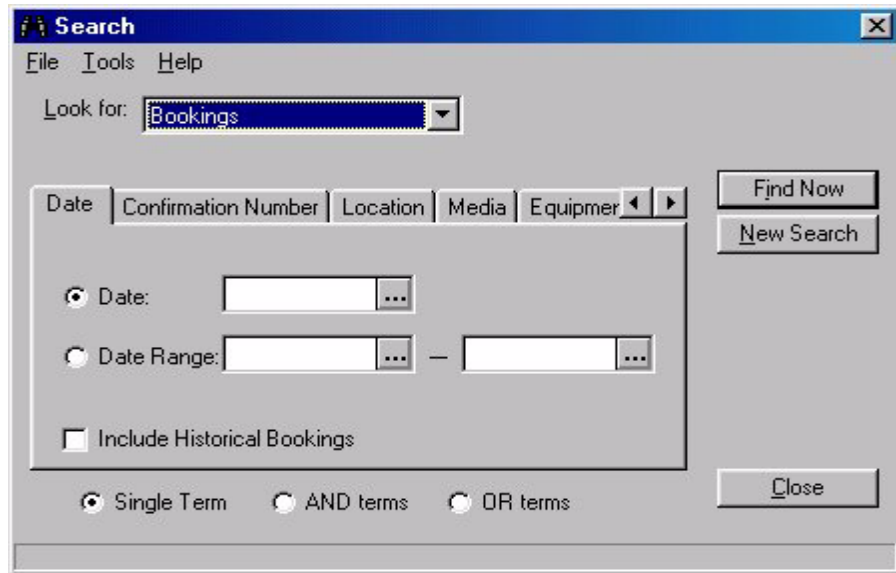 Search
File Tools Help
Look for: Bookings
Date Confirmation Number Location Media Equipmer
Find Now
New Search
Date: ...
Date Range: ... — ...
Include Historical Bookings
Single Term AND terms OR terms
Close